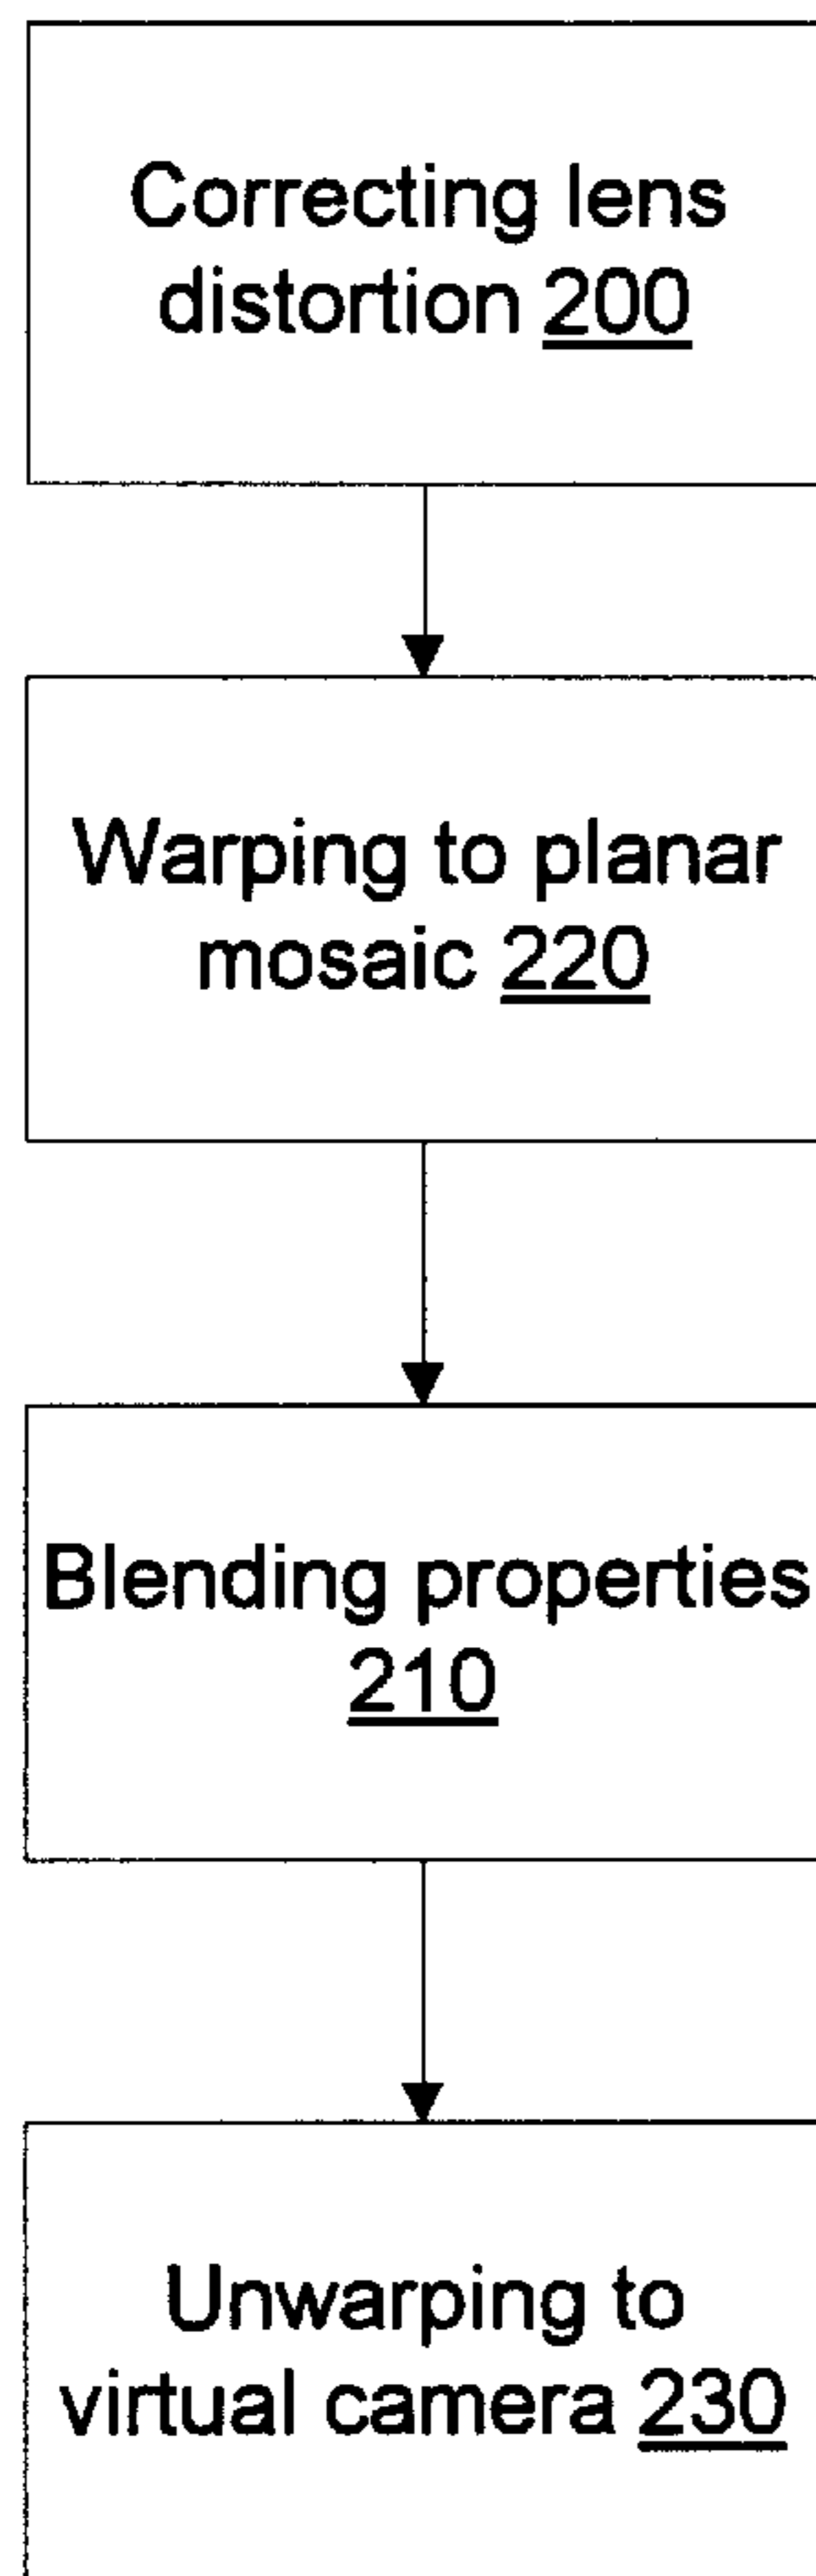 Correcting lens
distortion 200
Warping to planar
mosaic 220
Blending properties
210
Unwarping to
virtual camera 230